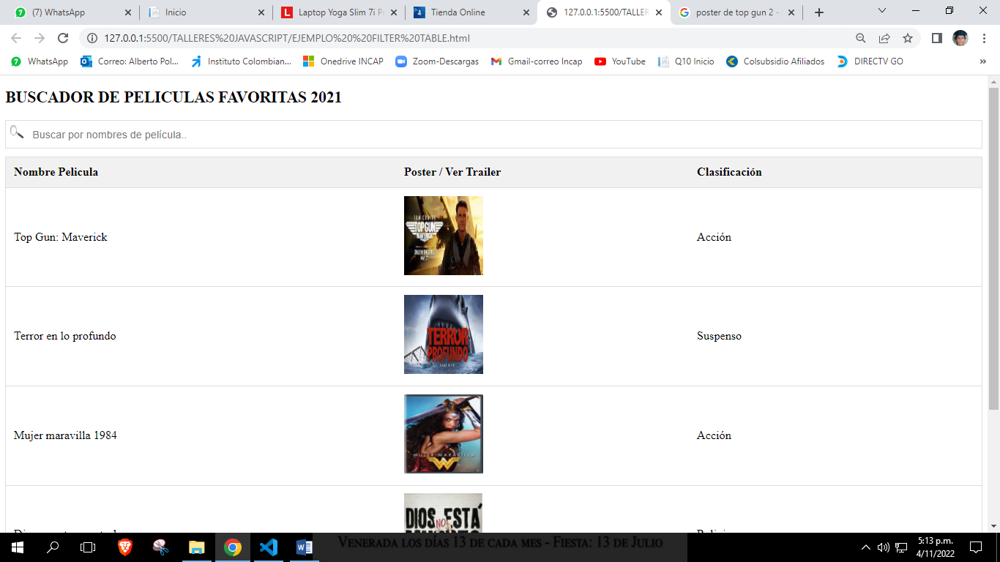 (7) WhatsApp
Inicio
Laptop Yoga Slim 7i P
Tienda Online
127.0.0.1:5500/TALLER
poster de top gun 2 -
127.0.0.1:5500/TALLERES%20JAVASCRIPT/EJEMPLO%20%20FILTER%20TABLE.html
WhatsApp
Correo: Alberto Pol...
Instituto Colombian...
Onedrive INCAP
Zoom-Descargas
Gmail-correo Incap
YouTube
Q10 Inicio
Colsubsidio Afiliados
DIRECTV GO
BUSCADOR DE PELICULAS FAVORITAS 2021
Buscar por nombres de película..
Nombre Pelicula Poster / Ver Trailer Clasificación
Top Gun: Maverick
TOP GUN
MAVERICK
Acción
Terror en lo profundo
TERROR
PROFUNDO
Suspenso
Mujer maravilla 1984
MUJER MARAVILLA
Acción
DIOS NO ESTÁ
VENERADA LOS DÍAS 13 DE CADA MES - FIESTA: 13 DE JULIO
5:13 p.m.
4/11/2022